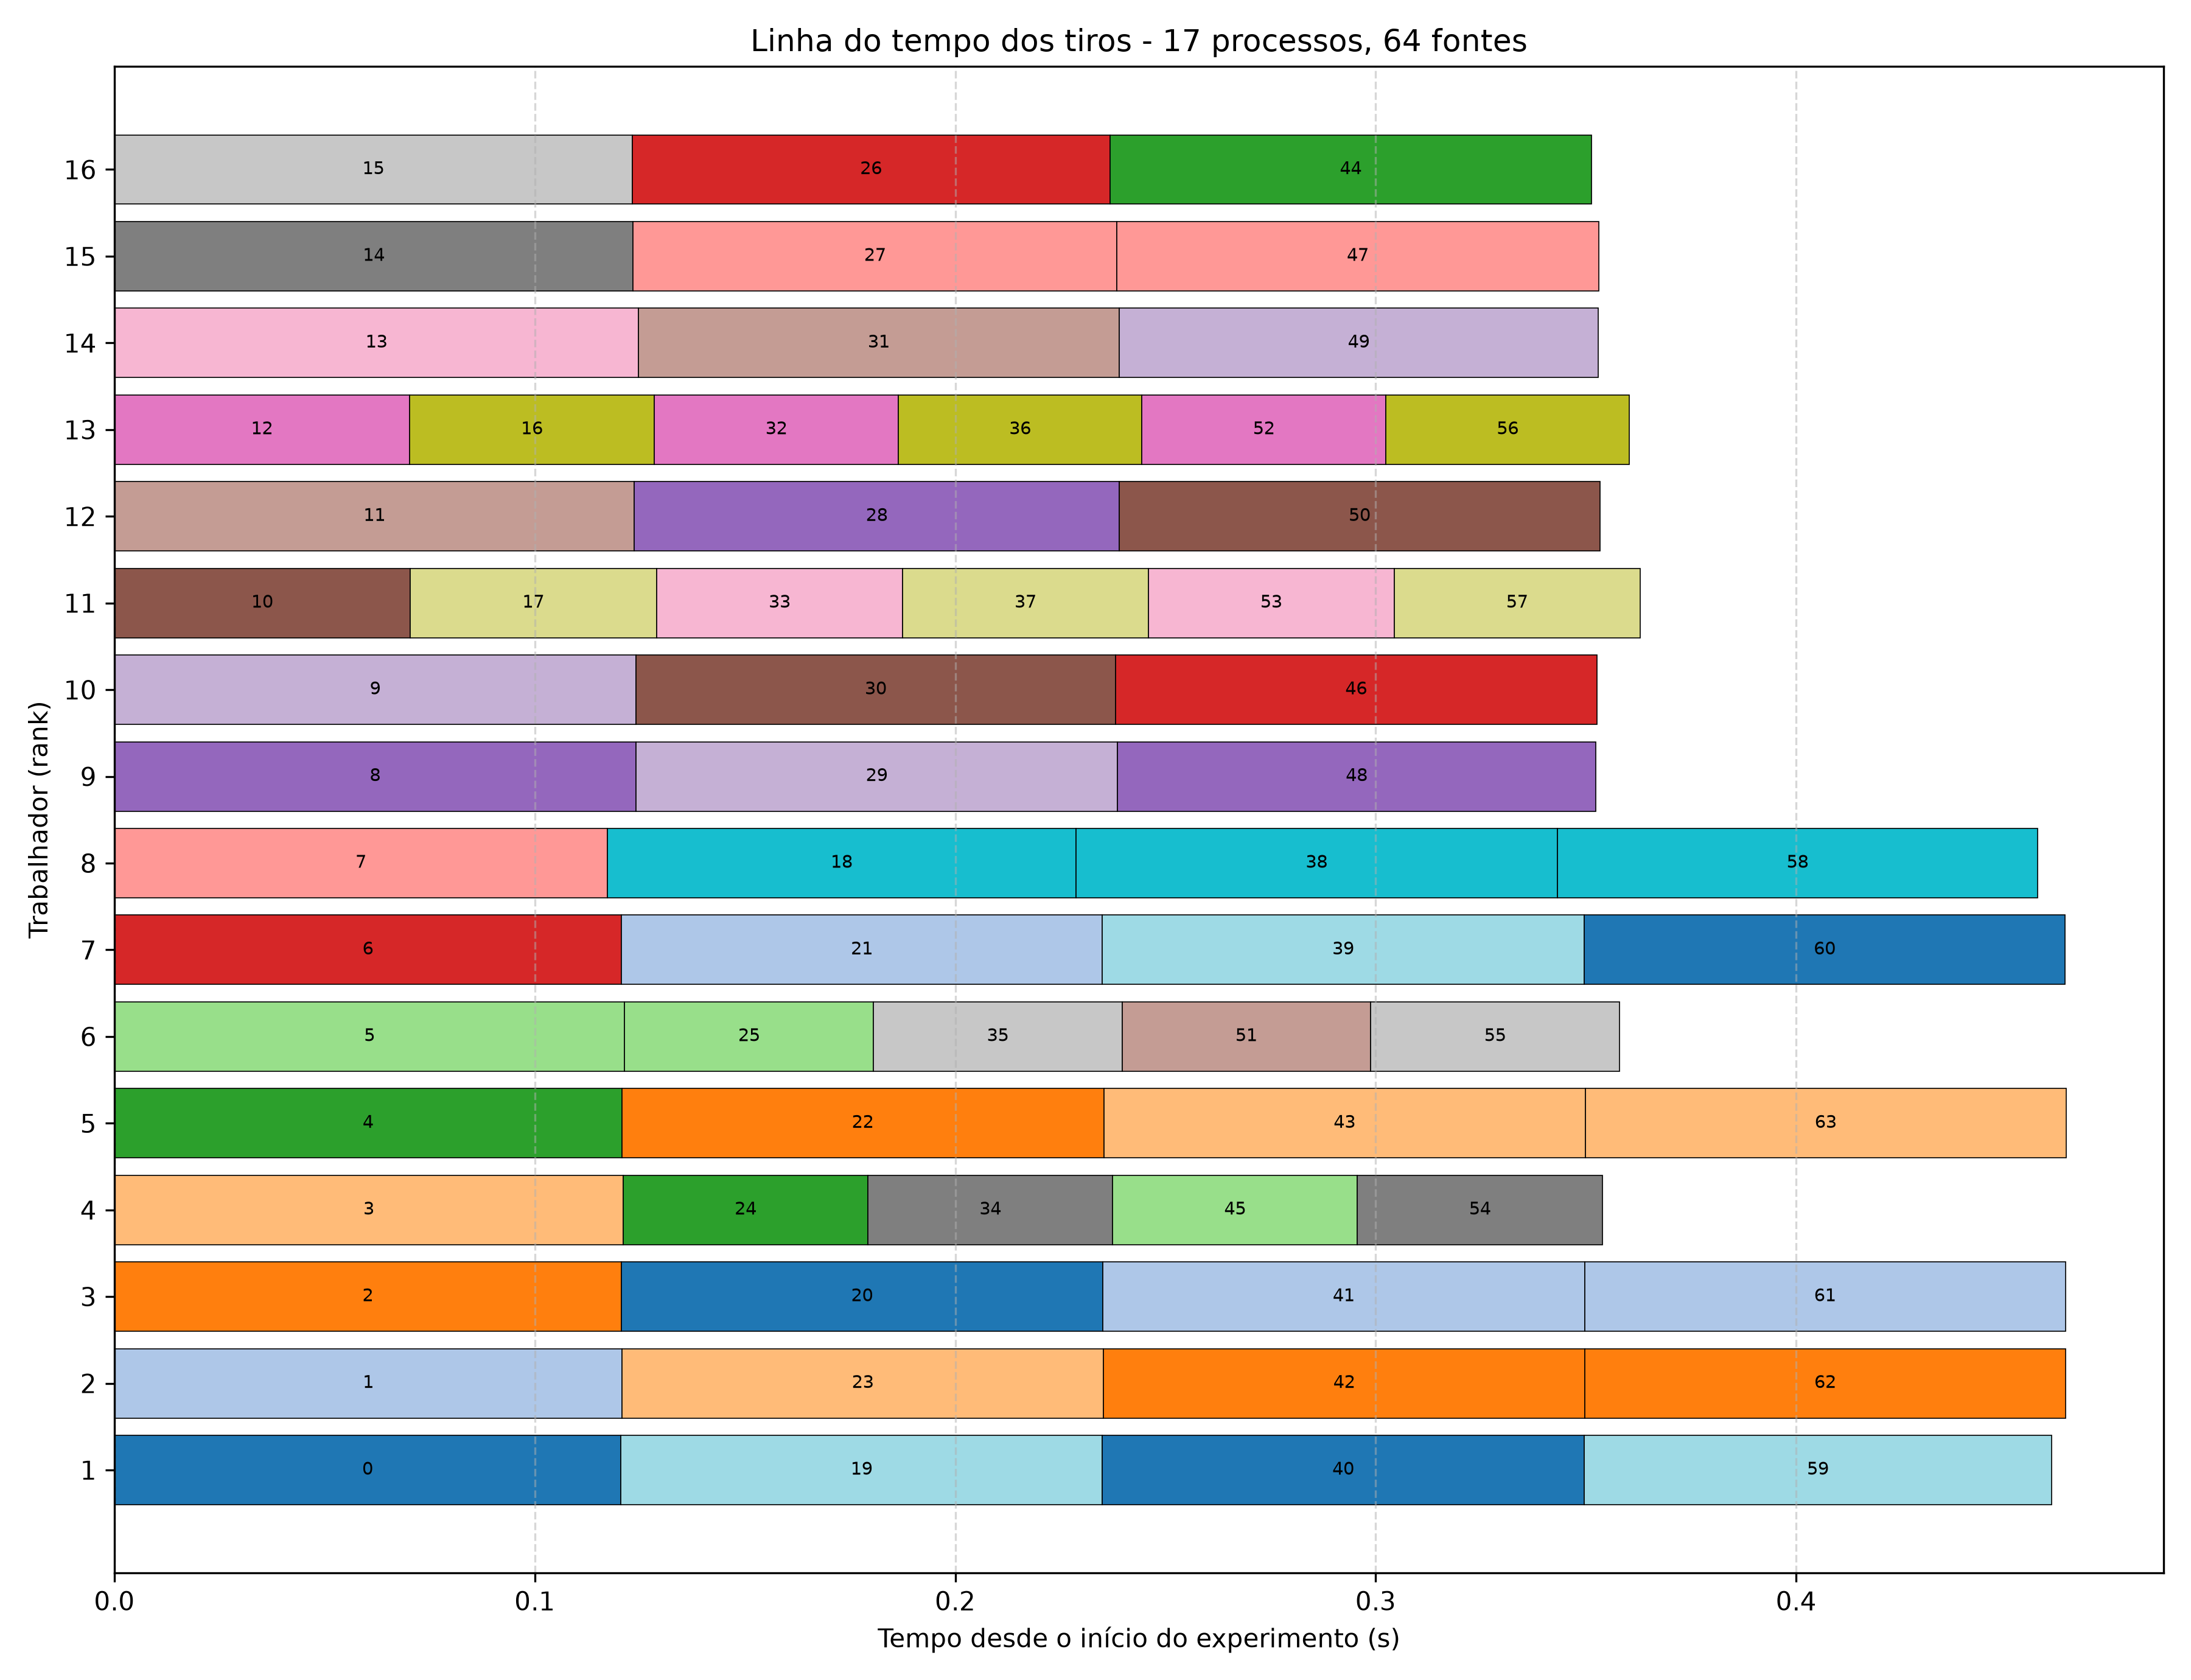 Linha do tempo dos tiros - 17 processos, 64 fontes
Trabalhador (rank)
16 15 26 44
15 14 27 47
14 13 31 49
13 12 16 32 36 52 56
12 11 28 50
11 10 17 33 37 53 57
10 9 30 46
9 8 29 48
8 7 18 38 58
7 6 21 39 60
6 5 25 35 51 55
5 4 22 43 63
4 3 24 34 45 54
3 2 20 41 61
2 1 23 42 62
1 0 19 40 59
0.0 0.1 0.2 0.3 0.4
Tempo desde o início do experimento (s)